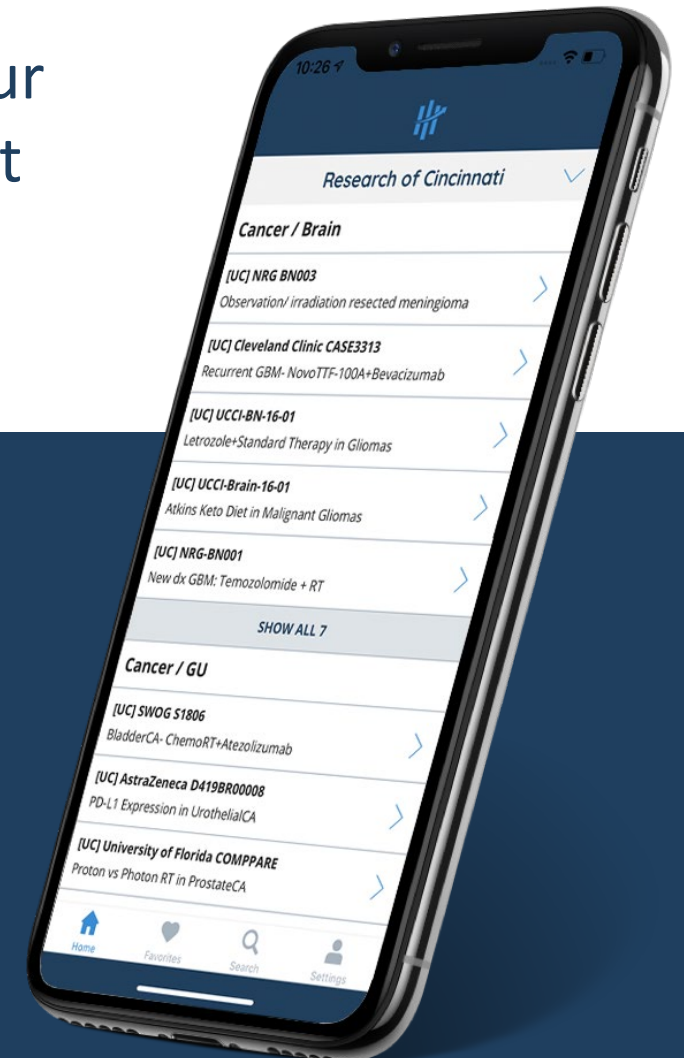 ur
t
10:26
Research of Cincinnati
Cancer / Brain
[UC] NRG BN003
Observation/ irradiation resected meningioma
[UC] Cleveland Clinic CASE3313
Recurrent GBM- NovoTTF-100A+Bevacizumab
[UC] UCCI-BN-16-01
Letrozole+Standard Therapy in Gliomas
[UC] UCCI-Brain-16-01
Atkins Keto Diet in Malignant Gliomas
[UC] NRG-BN001
New dx GBM: Temozolomide + RT
SHOW ALL 7
Cancer / GU
[UC] SWOG S1806
BladderCA- ChemoRT+Atezolizumab
[UC] AstraZeneca D419BR00008
PD-L1 Expression in UrothelialCA
[UC] University of Florida COMPPARE
Proton vs Photon RT in ProstateCA
Home Favorites Search Settings